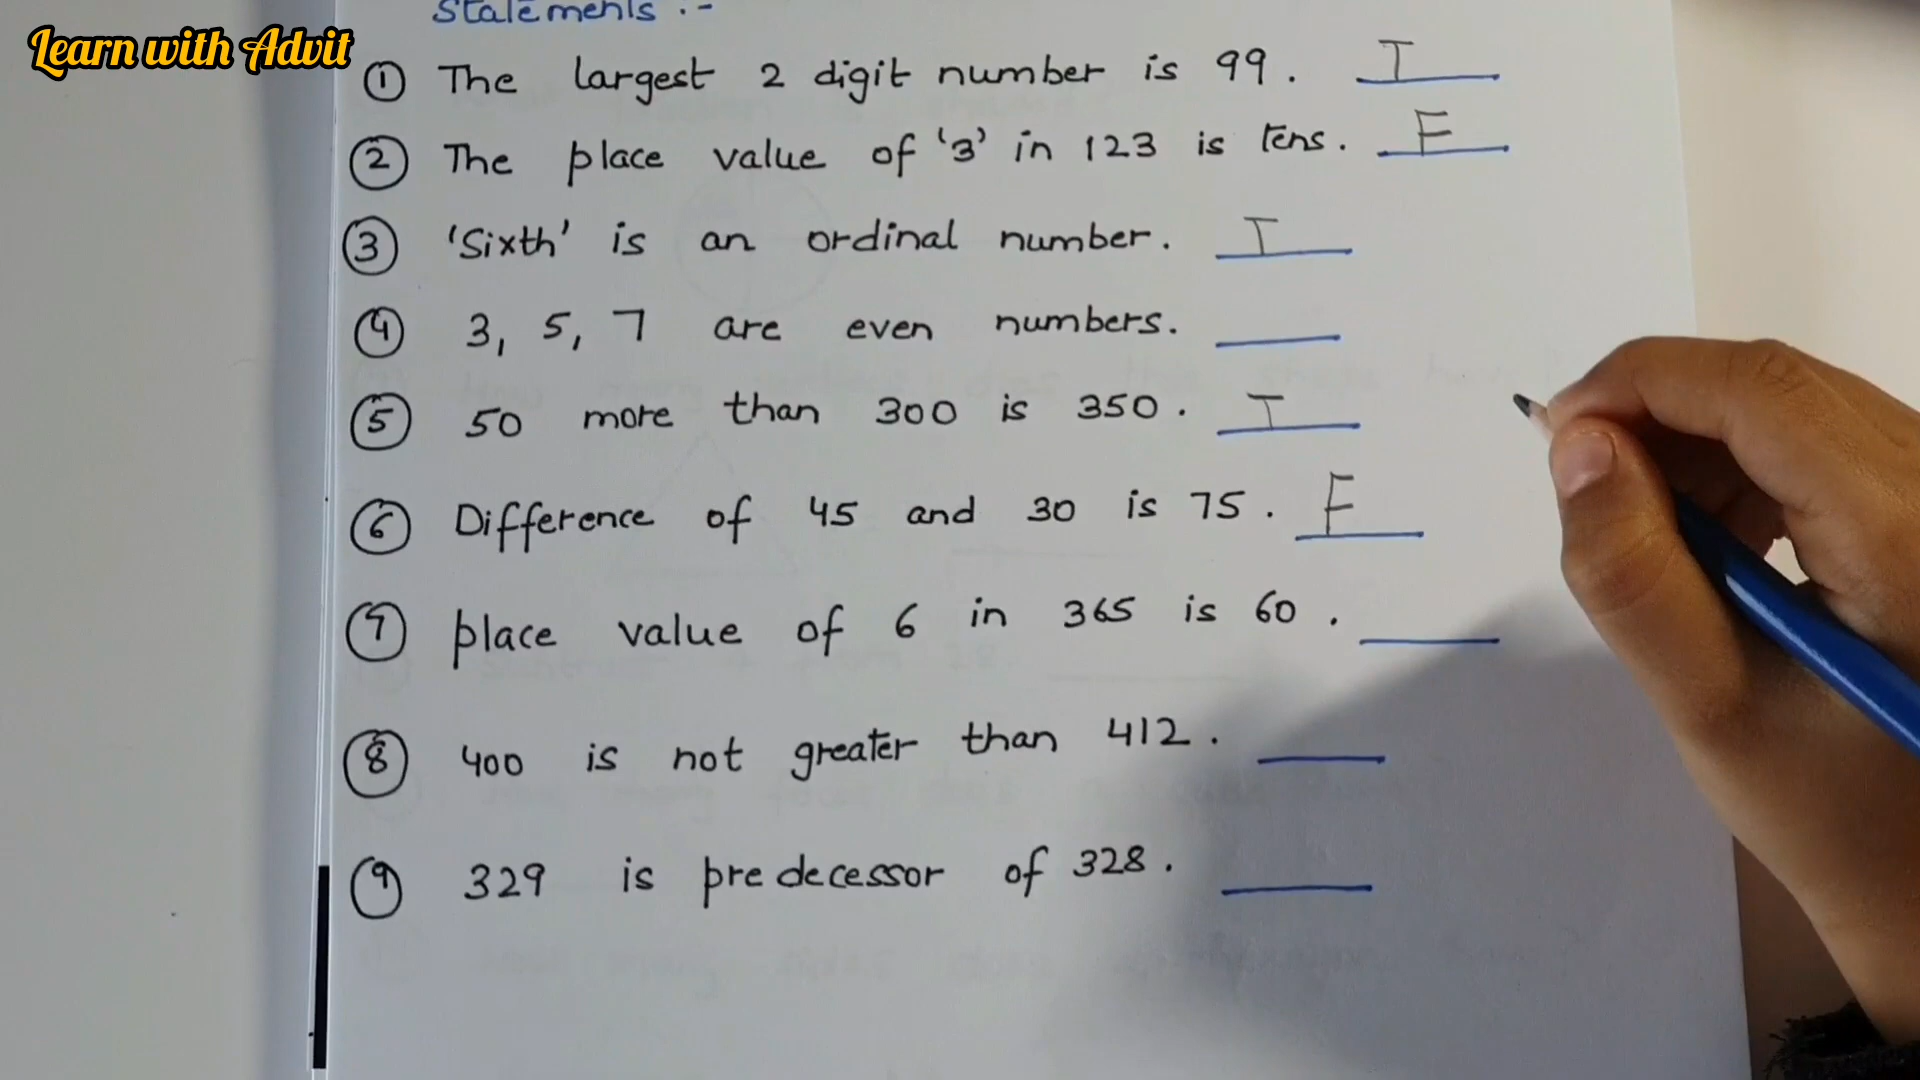 Statements :-
Learn with Advit
① The largest 2 digit number is 99. T
② The place value of '3' in 123 is tens. F
③ 'Sixth' is an ordinal number. T
④ 3, 5, 7 are even numbers.
⑤ 50 more than 300 is 350. T
⑥ Difference of 45 and 30 is 75. F
⑦ place value of 6 in 365 is 60.
⑧ 400 is not greater than 412.
⑨ 329 is predecessor of 328.